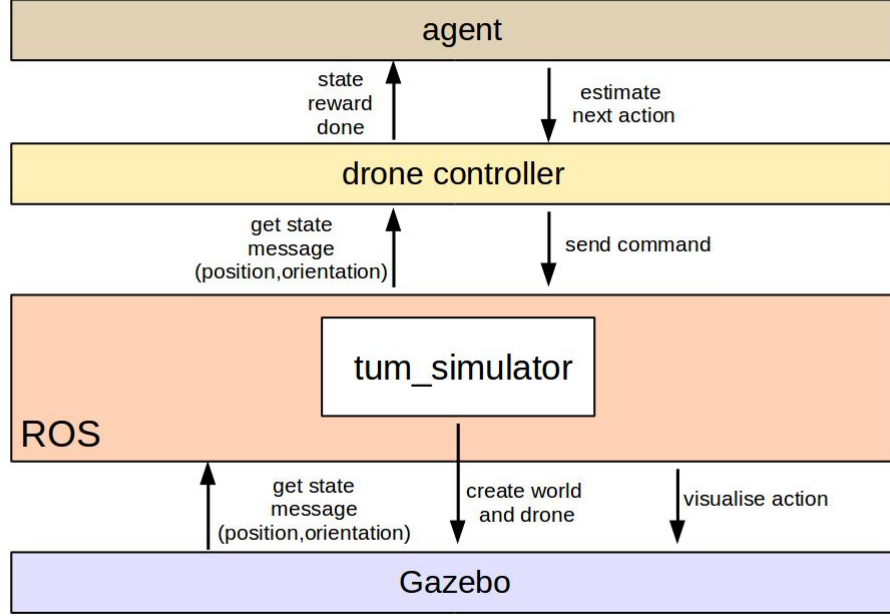 agent
state
reward
done
estimate
next action
drone controller
get state
message
(position,orientation)
send command
tum_simulator
ROS
get state
message
(position,orientation)
create world
and drone
visualise action
Gazebo